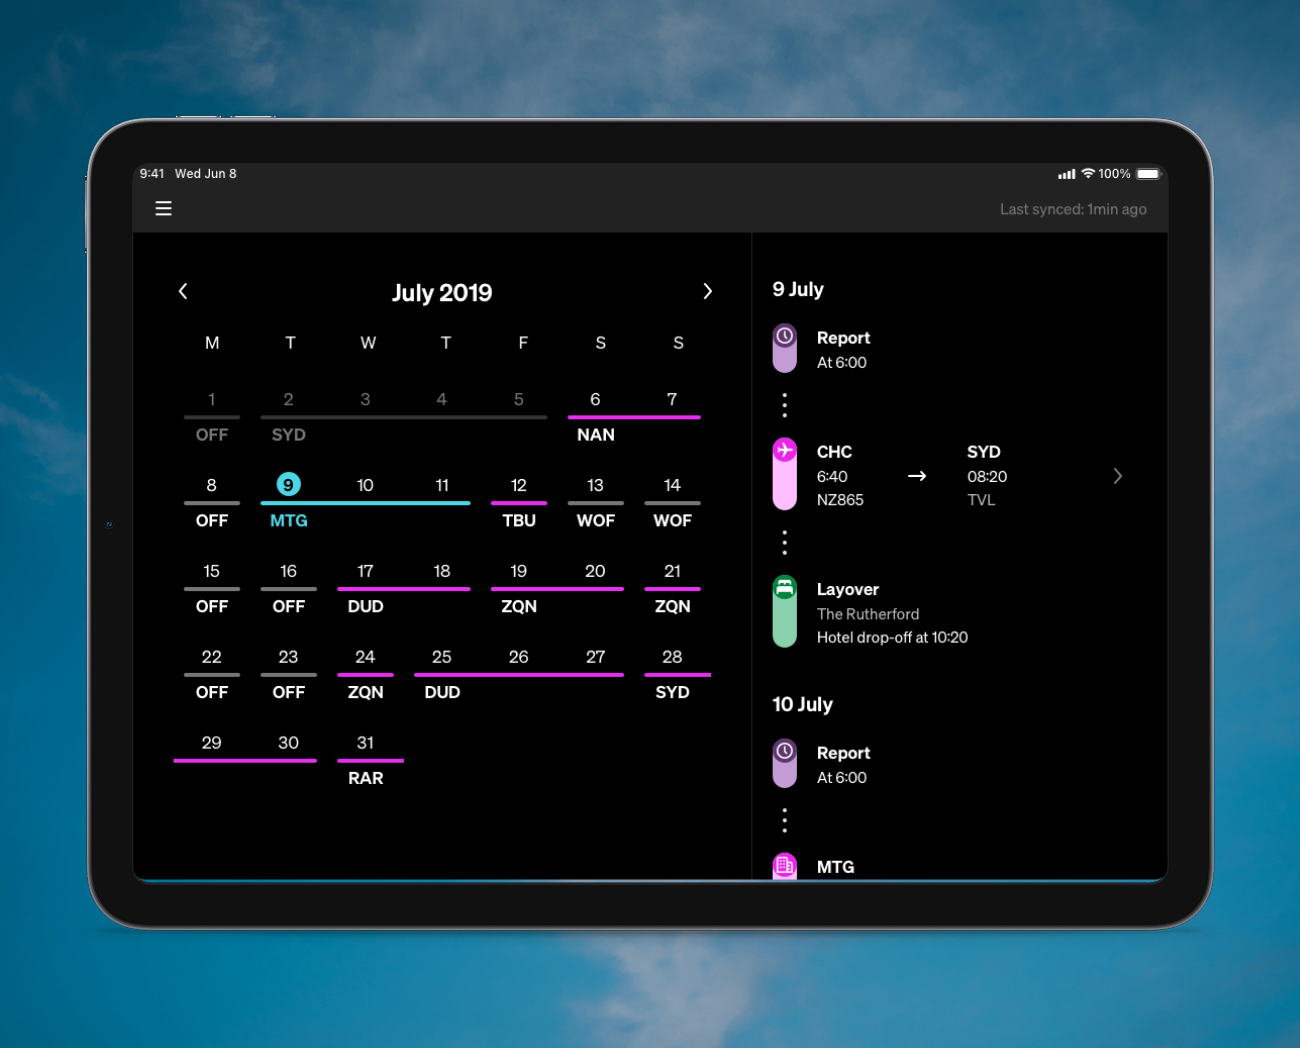 9:41 Wed Jun 8
100%
Last synced: 1min ago
July 2019
M T W T F S S
1 2 3 4 5 6 7
OFF SYD NAN
8 9 10 11 12 13 14
OFF MTG TBU WOF WOF
15 16 17 18 19 20 21
OFF OFF DUD ZQN ZQN
22 23 24 25 26 27 28
OFF OFF ZQN DUD SYD
29 30 31
RAR
9 July
Report
At 6:00
CHC SYD
6:40 → 08:20
NZ865 TVL
Layover
The Rutherford
Hotel drop-off at 10:20
10 July
Report
At 6:00
MTG